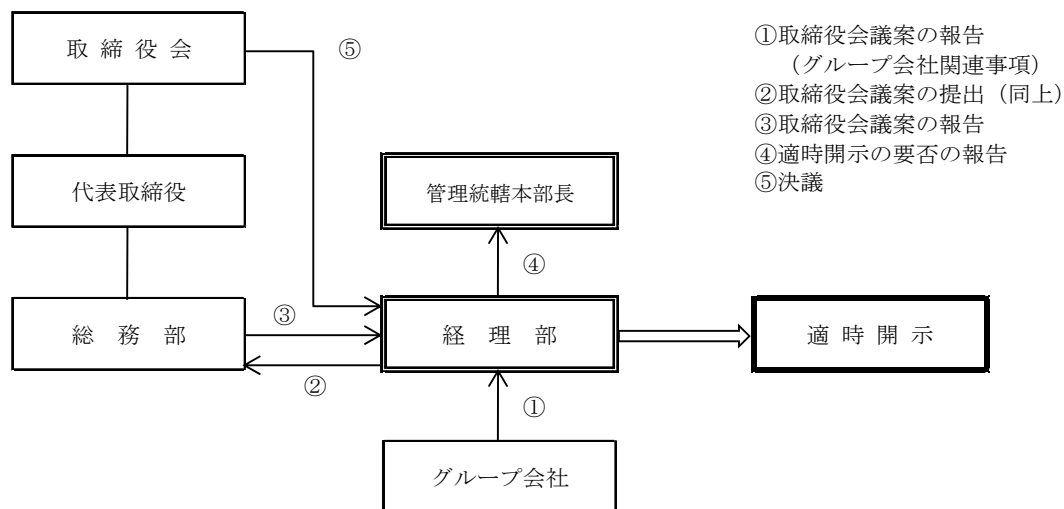 取締役会
⑤
①取締役会議案の報告
（グループ会社関連事項）
②取締役会議案の提出（同上）
③取締役会議案の報告
④適時開示の要否の報告
⑤決議
代表取締役
管理統轄本部長
④
総務部
③
②
経理部
適時開示
①
グループ会社